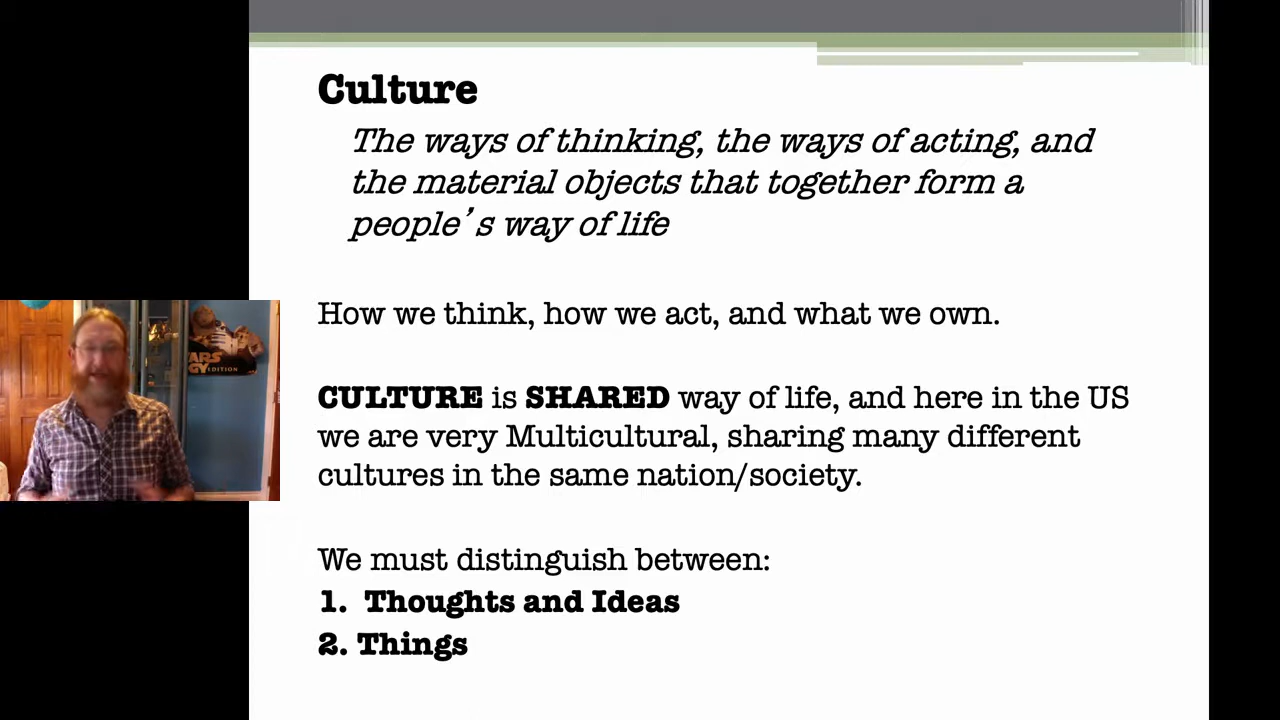 Culture
The ways of thinking, the ways of acting, and
the material objects that together form a
people’s way of life
How we think, how we act, and what we own.
CULTURE is SHARED way of life, and here in the US
we are very Multicultural, sharing many different
cultures in the same nation/society.
We must distinguish between:
1. Thoughts and Ideas
2. Things
EDITION